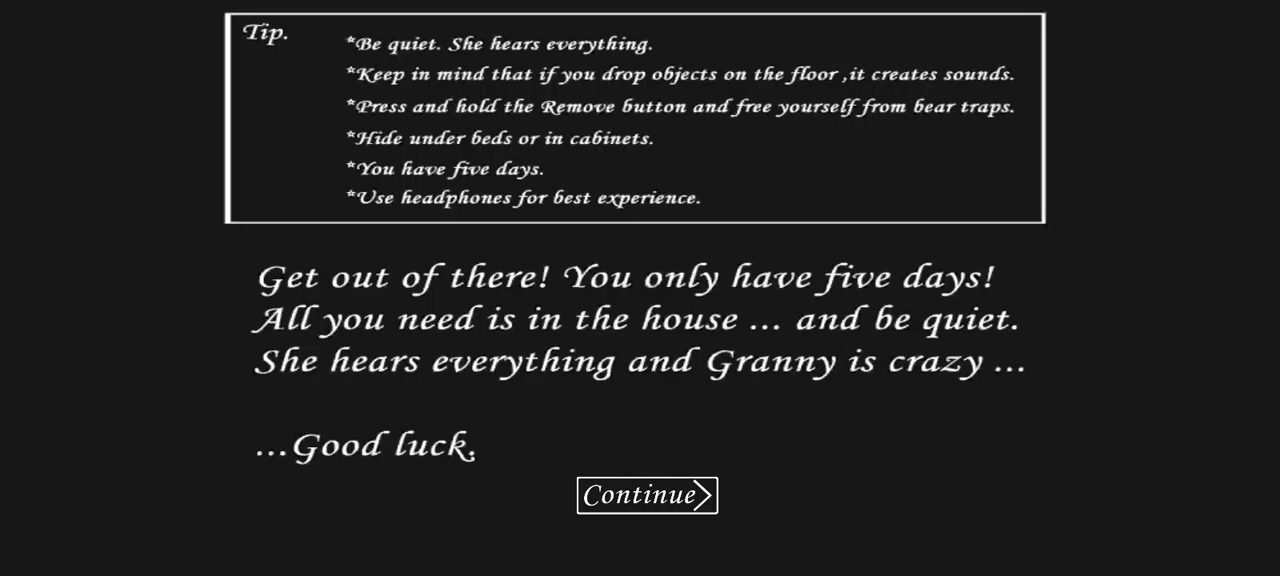 Tip.
*Be quiet. She hears everything.
*Keep in mind that if you drop objects on the floor ,it creates sounds.
*Press and hold the Remove button and free yourself from bear traps.
*Hide under beds or in cabinets.
*You have five days.
*Use headphones for best experience.
Get out of there! You only have five days!
All you need is in the house ... and be quiet.
She hears everything and Granny is crazy ...
...Good luck.
Continue